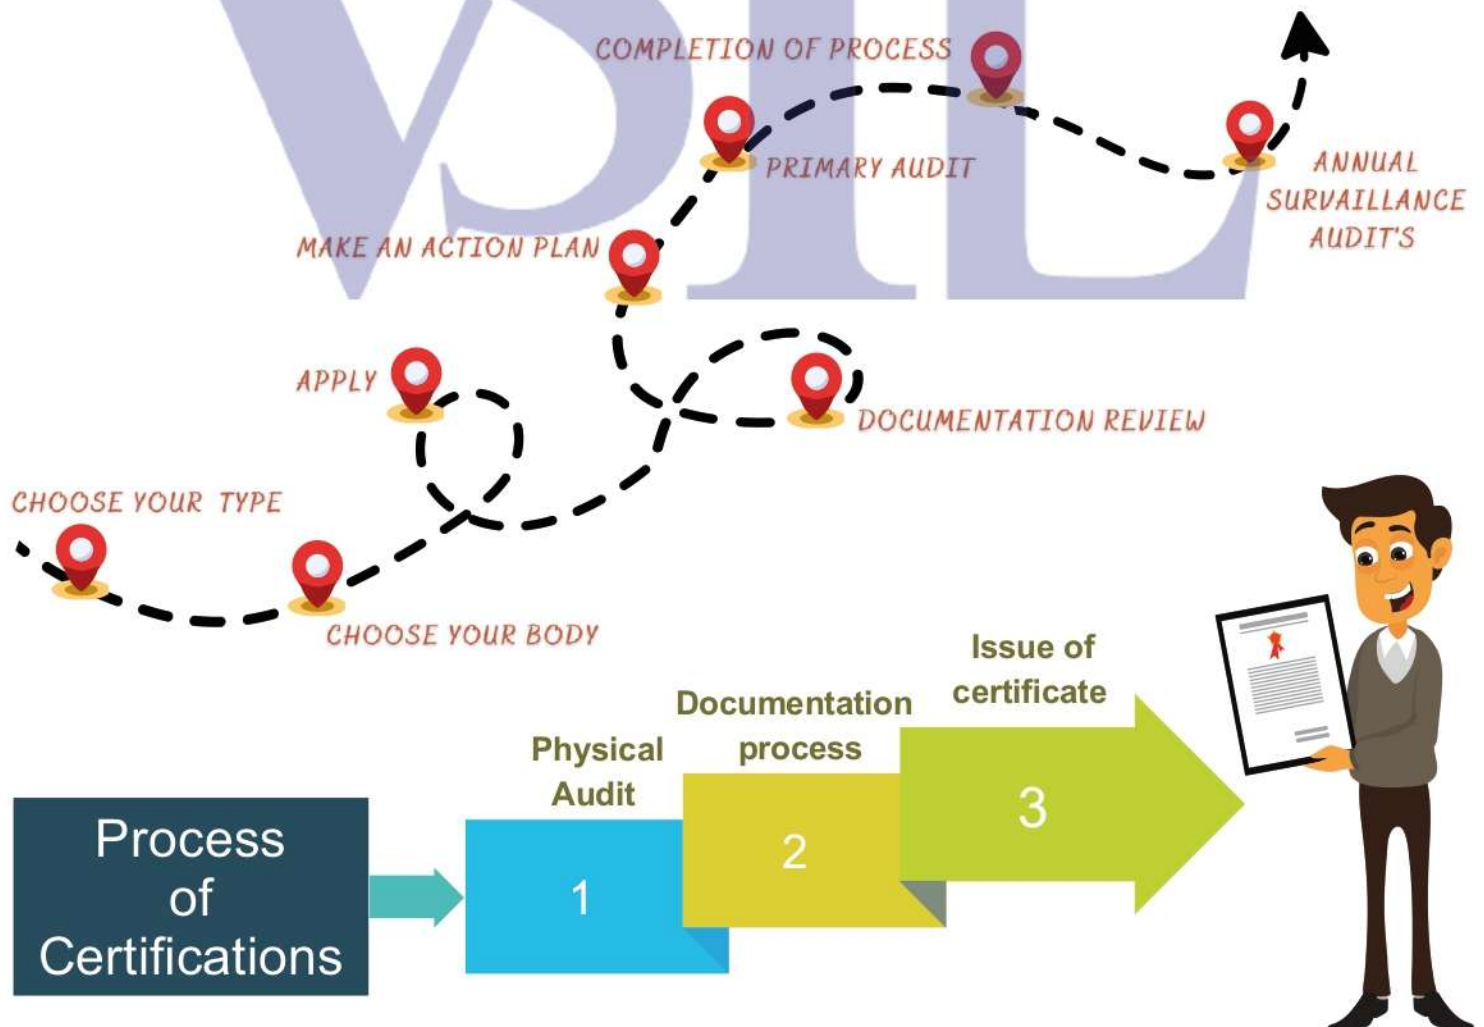 VSIL
COMPLETION OF PROCESS
PRIMARY AUDIT
ANNUAL
SURVAILLANCE
AUDIT'S
MAKE AN ACTION PLAN
APPLY
DOCUMENTATION REVIEW
CHOOSE YOUR TYPE
CHOOSE YOUR BODY
Issue of
certificate
Documentation
process
Physical
Audit
Process
of
Certifications
1
2
3